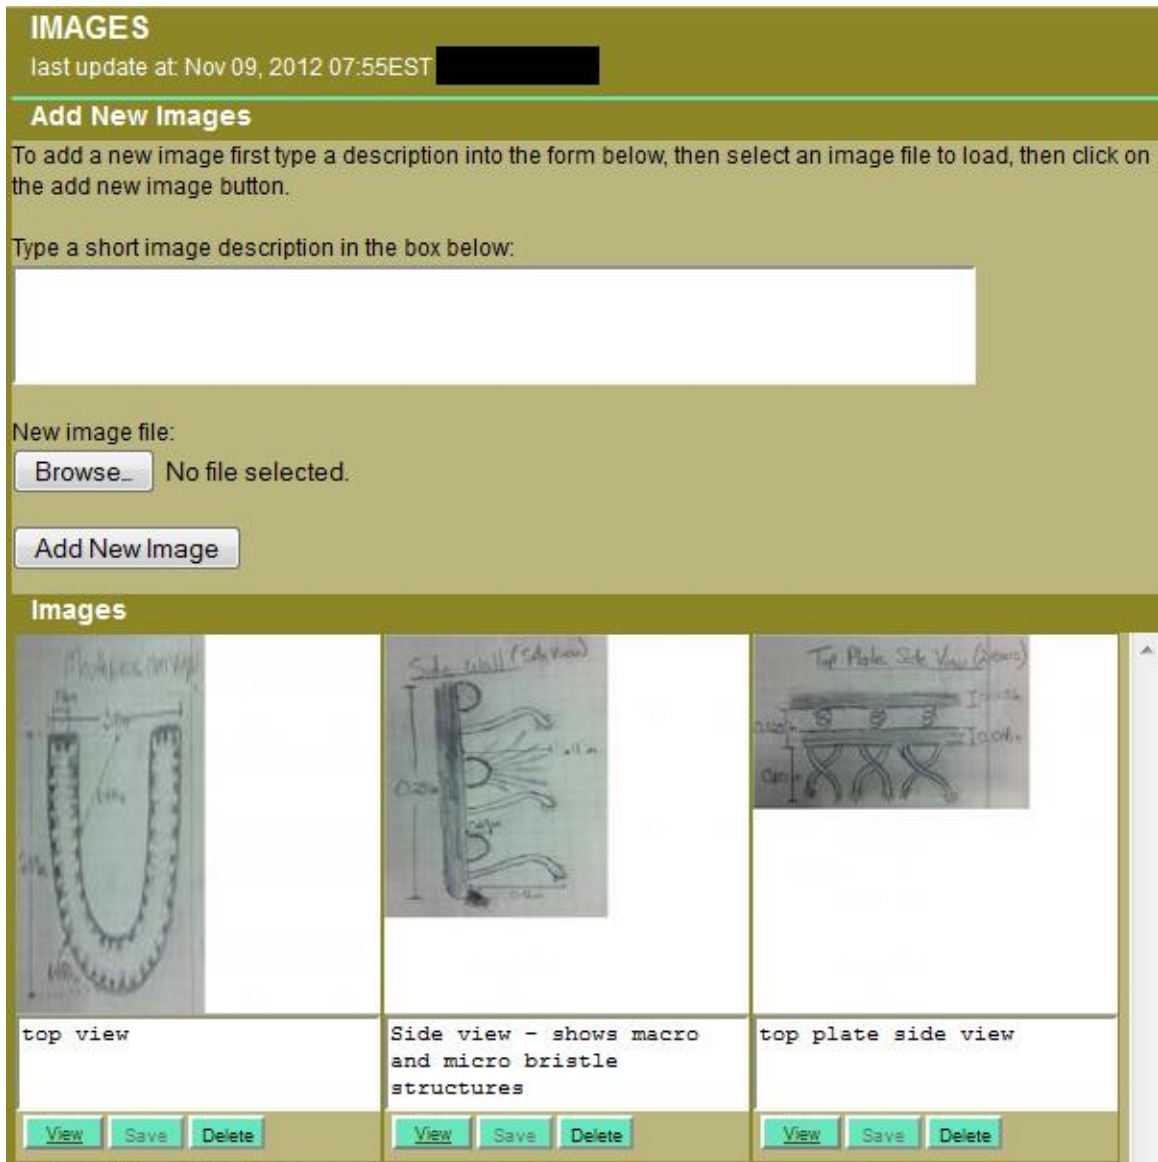 IMAGES
last update at: Nov 09, 2012 07:55EST
Add New Images
To add a new image first type a description into the form below, then select an image file to load, then click on
the add new image button.
Type a short image description in the box below:
New image file:
Browse_ No file selected.
Add New Image
Images
Side Wall (Side View)
Top Plate Side View
top view
Side view - shows macro
and micro bristle
structures
top plate side view
View Save Delete
View Save Delete
View Save Delete